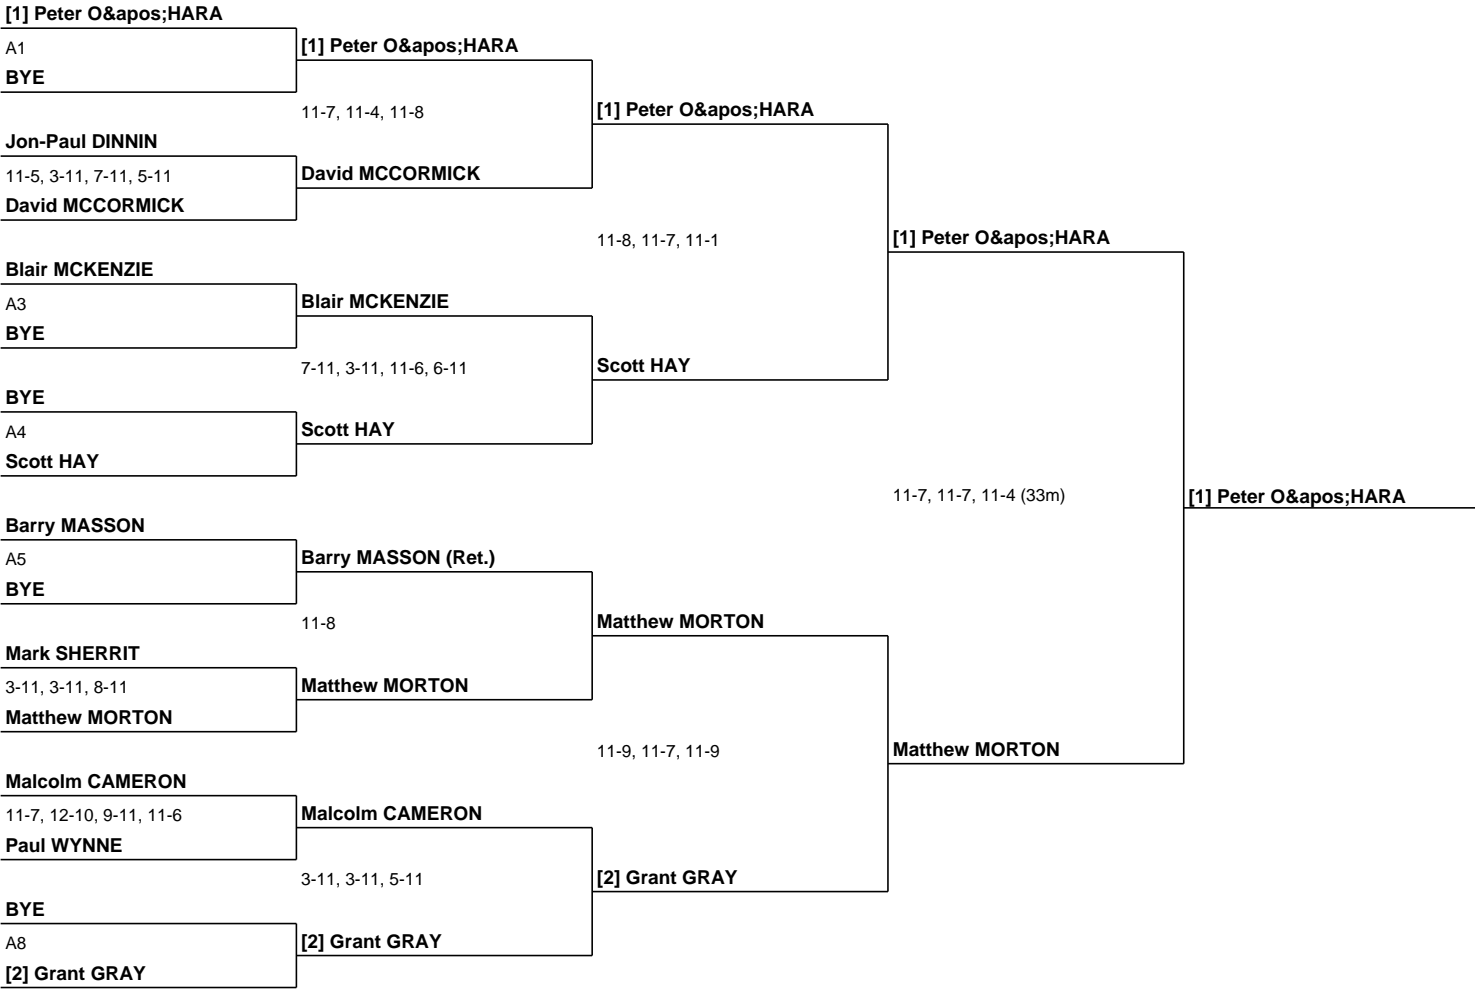 [1] Peter O&apos;HARA
A1
BYE
Jon-Paul DINNIN
11-5, 3-11, 7-11, 5-11
David MCCORMICK
Blair MCKENZIE
A3
BYE
BYE
A4
Scott HAY
Barry MASSON
A5
BYE
Mark SHERRIT
3-11, 3-11, 8-11
Matthew MORTON
Malcolm CAMERON
11-7, 12-10, 9-11, 11-6
Paul WYNNE
BYE
A8
[2] Grant GRAY
[1] Peter O&apos;HARA
11-7, 11-4, 11-8
David MCCORMICK
Blair MCKENZIE
7-11, 3-11, 11-6, 6-11
Scott HAY
Barry MASSON (Ret.)
11-8
Matthew MORTON
Malcolm CAMERON
3-11, 3-11, 5-11
[2] Grant GRAY
[1] Peter O&apos;HARA
11-8, 11-7, 11-1
Scott HAY
Matthew MORTON
11-9, 11-7, 11-9
[2] Grant GRAY
[1] Peter O&apos;HARA
11-7, 11-7, 11-4 (33m)
Matthew MORTON
[1] Peter O&apos;HARA